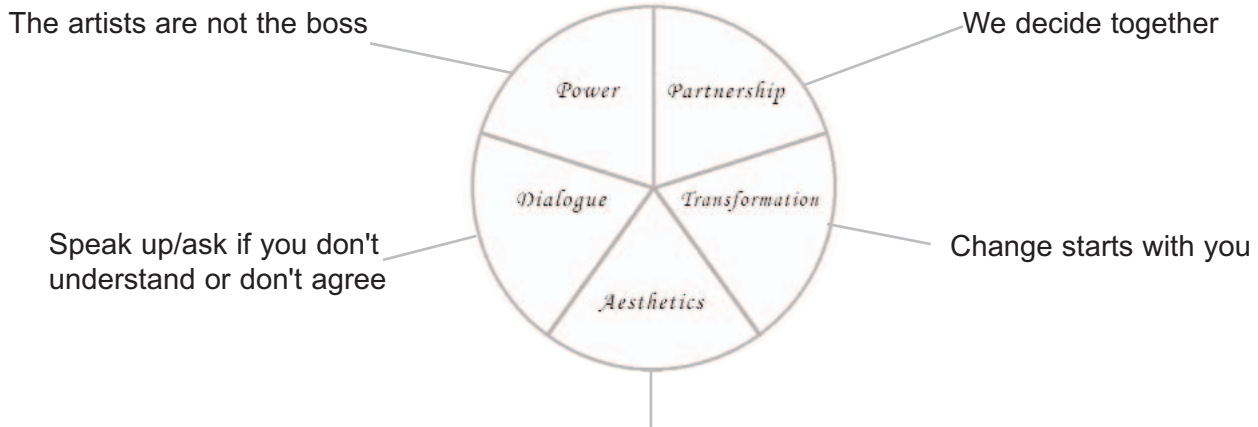 The artists are not the boss
We decide together
Power
Partnership
Dialogue
Transformation
Speak up/ask if you don't
understand or don't agree
Change starts with you
Aesthetics